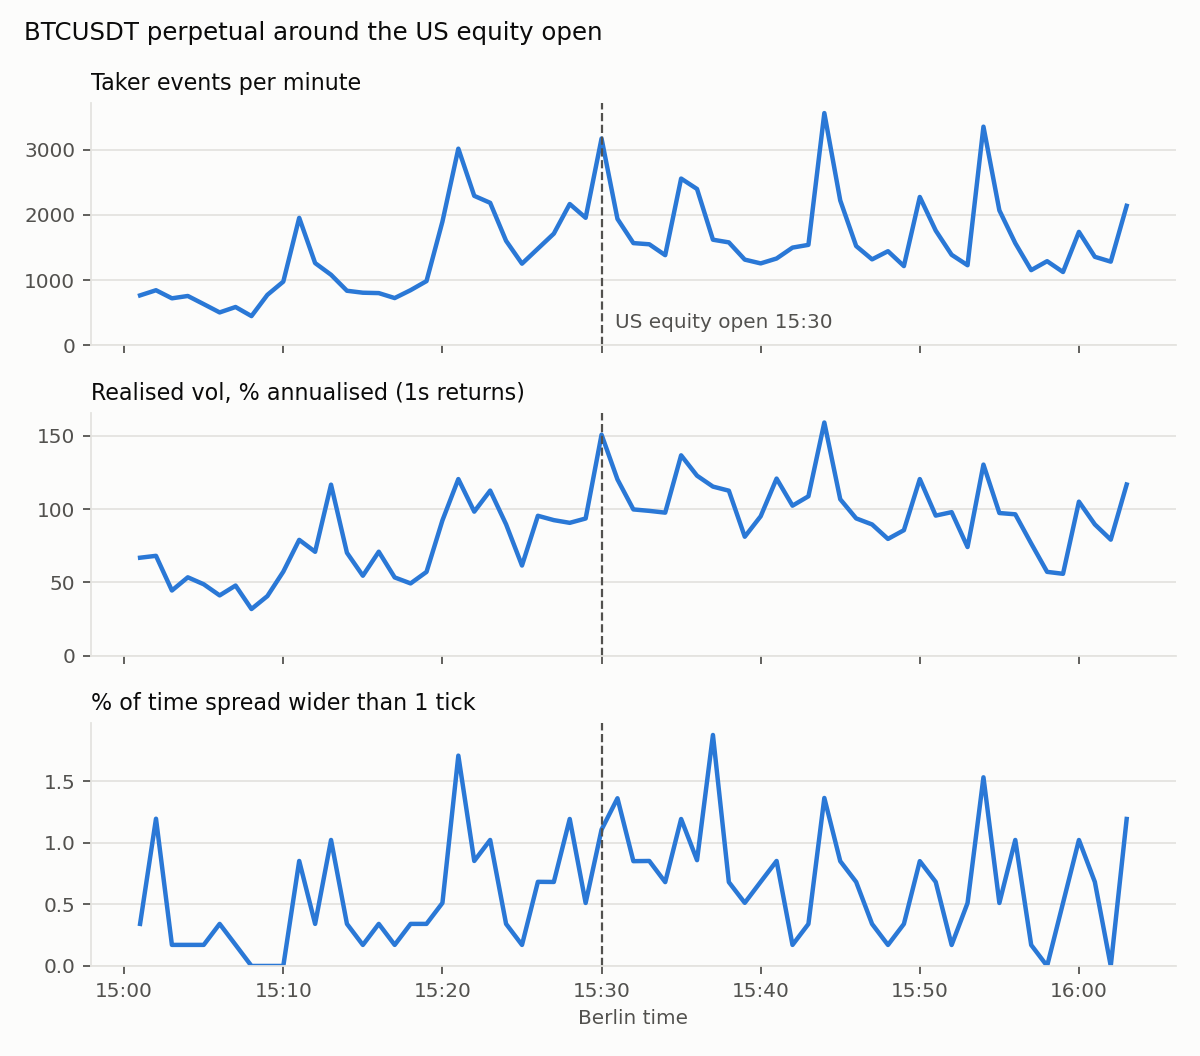 BTCUSDT perpetual around the US equity open
Taker events per minute
3000
2000
1000
0
US equity open 15:30
Realised vol, % annualised (1s returns)
150
100
50
0
% of time spread wider than 1 tick
1.5
1.0
0.5
0.0
15:00 15:10 15:20 15:30 15:40 15:50 16:00
Berlin time